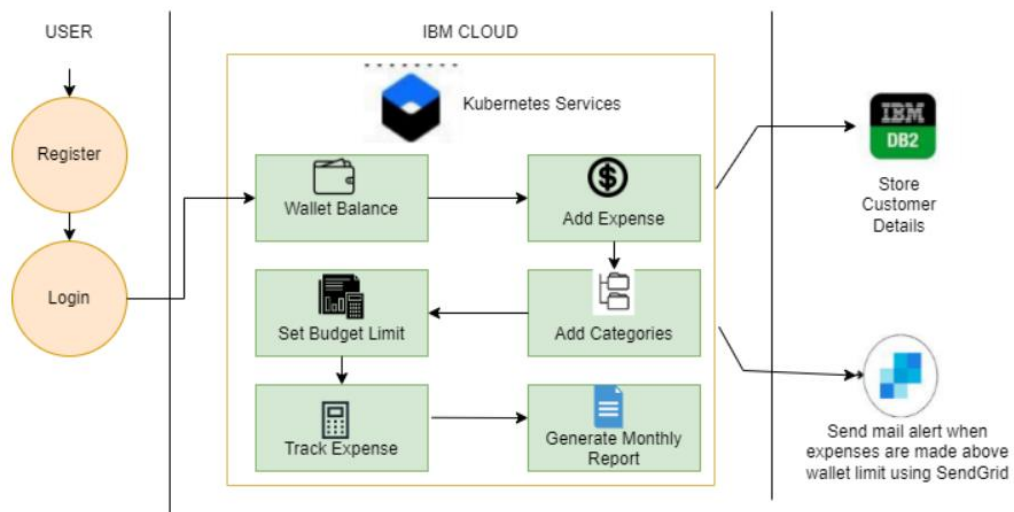 USER
IBM CLOUD
Kubernetes Services
Register
Login
Wallet Balance
Add Expense
Set Budget Limit
Add Categories
Track Expense
Generate Monthly
Report
IBM
DB2
Store
Customer
Details
Send mail alert when
expenses are made above
wallet limit using SendGrid